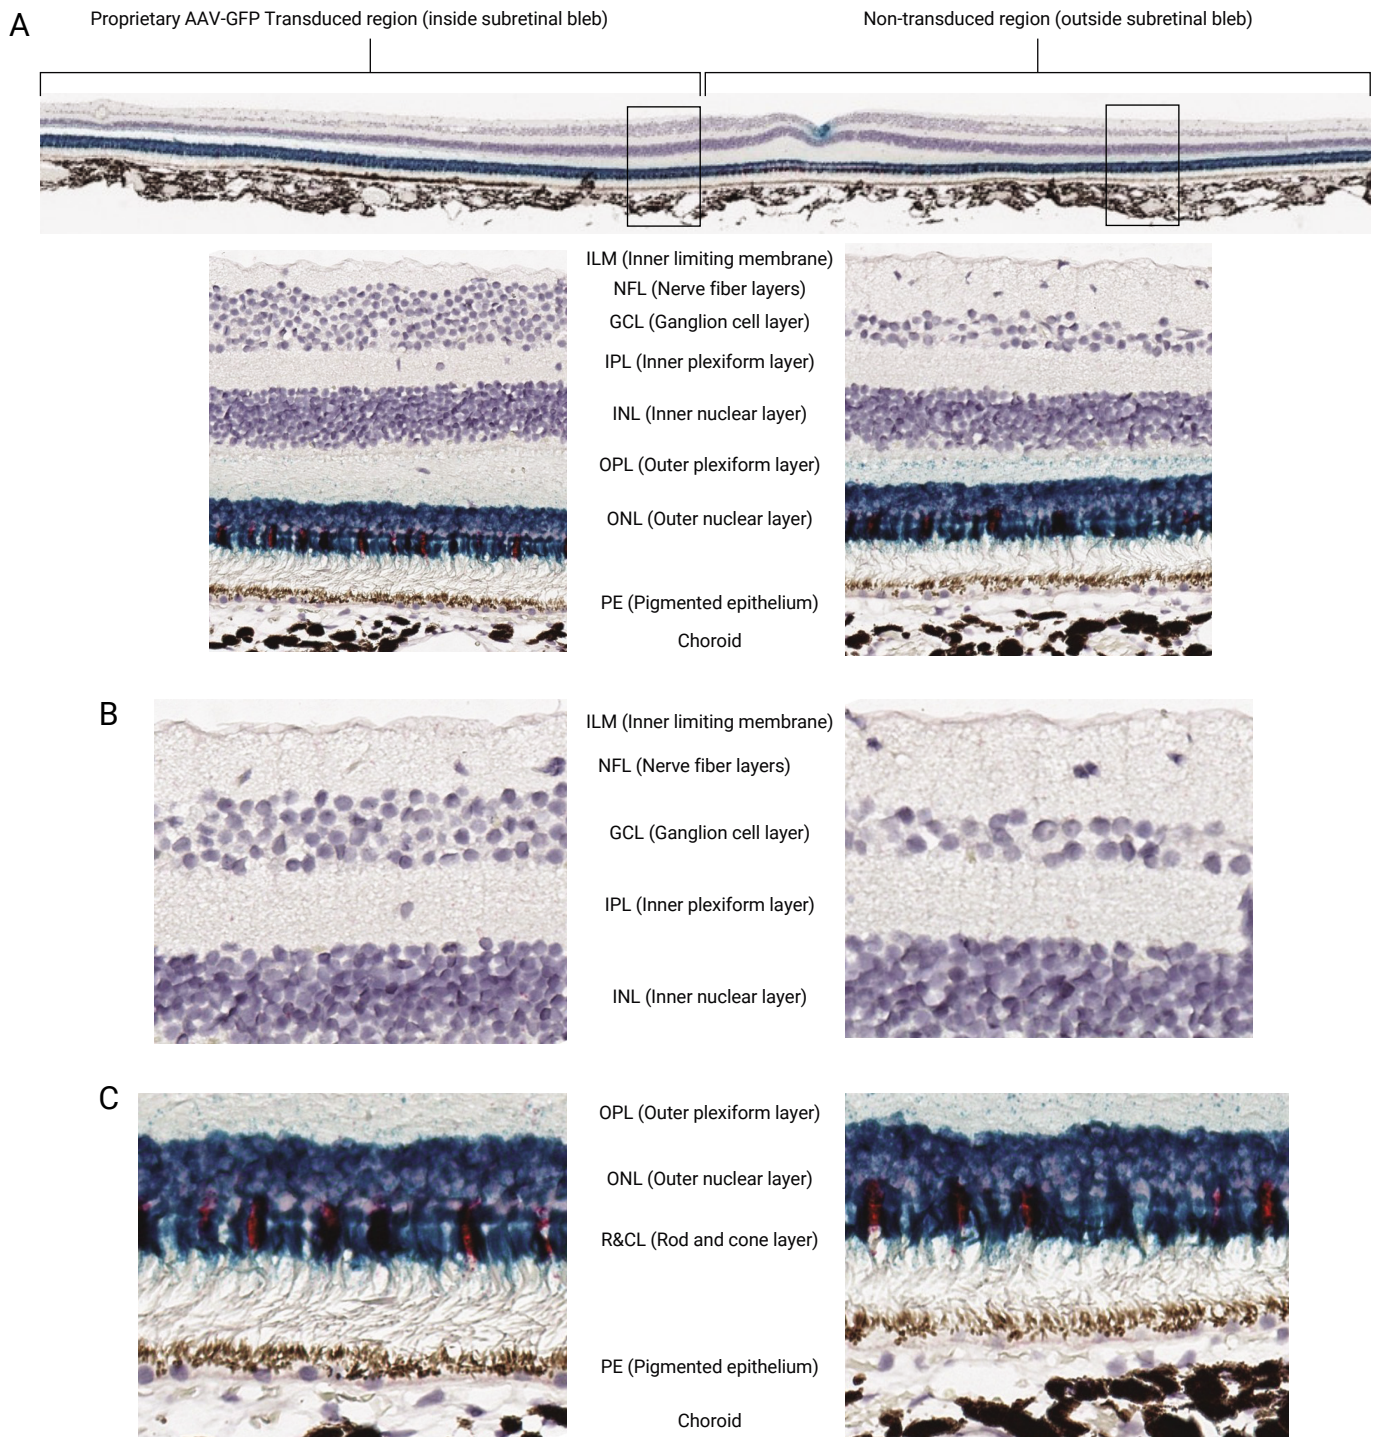 A
Proprietary AAV-GFP Transduced region (inside subretinal bleb)
Non-transduced region (outside subretinal bleb)
ILM (Inner limiting membrane)
NFL (Nerve fiber layers)
GCL (Ganglion cell layer)
IPL (Inner plexiform layer)
INL (Inner nuclear layer)
OPL (Outer plexiform layer)
ONL (Outer nuclear layer)
PE (Pigmented epithelium)
Choroid
B
ILM (Inner limiting membrane)
NFL (Nerve fiber layers)
GCL (Ganglion cell layer)
IPL (Inner plexiform layer)
INL (Inner nuclear layer)
C
OPL (Outer plexiform layer)
ONL (Outer nuclear layer)
R&CL (Rod and cone layer)
PE (Pigmented epithelium)
Choroid